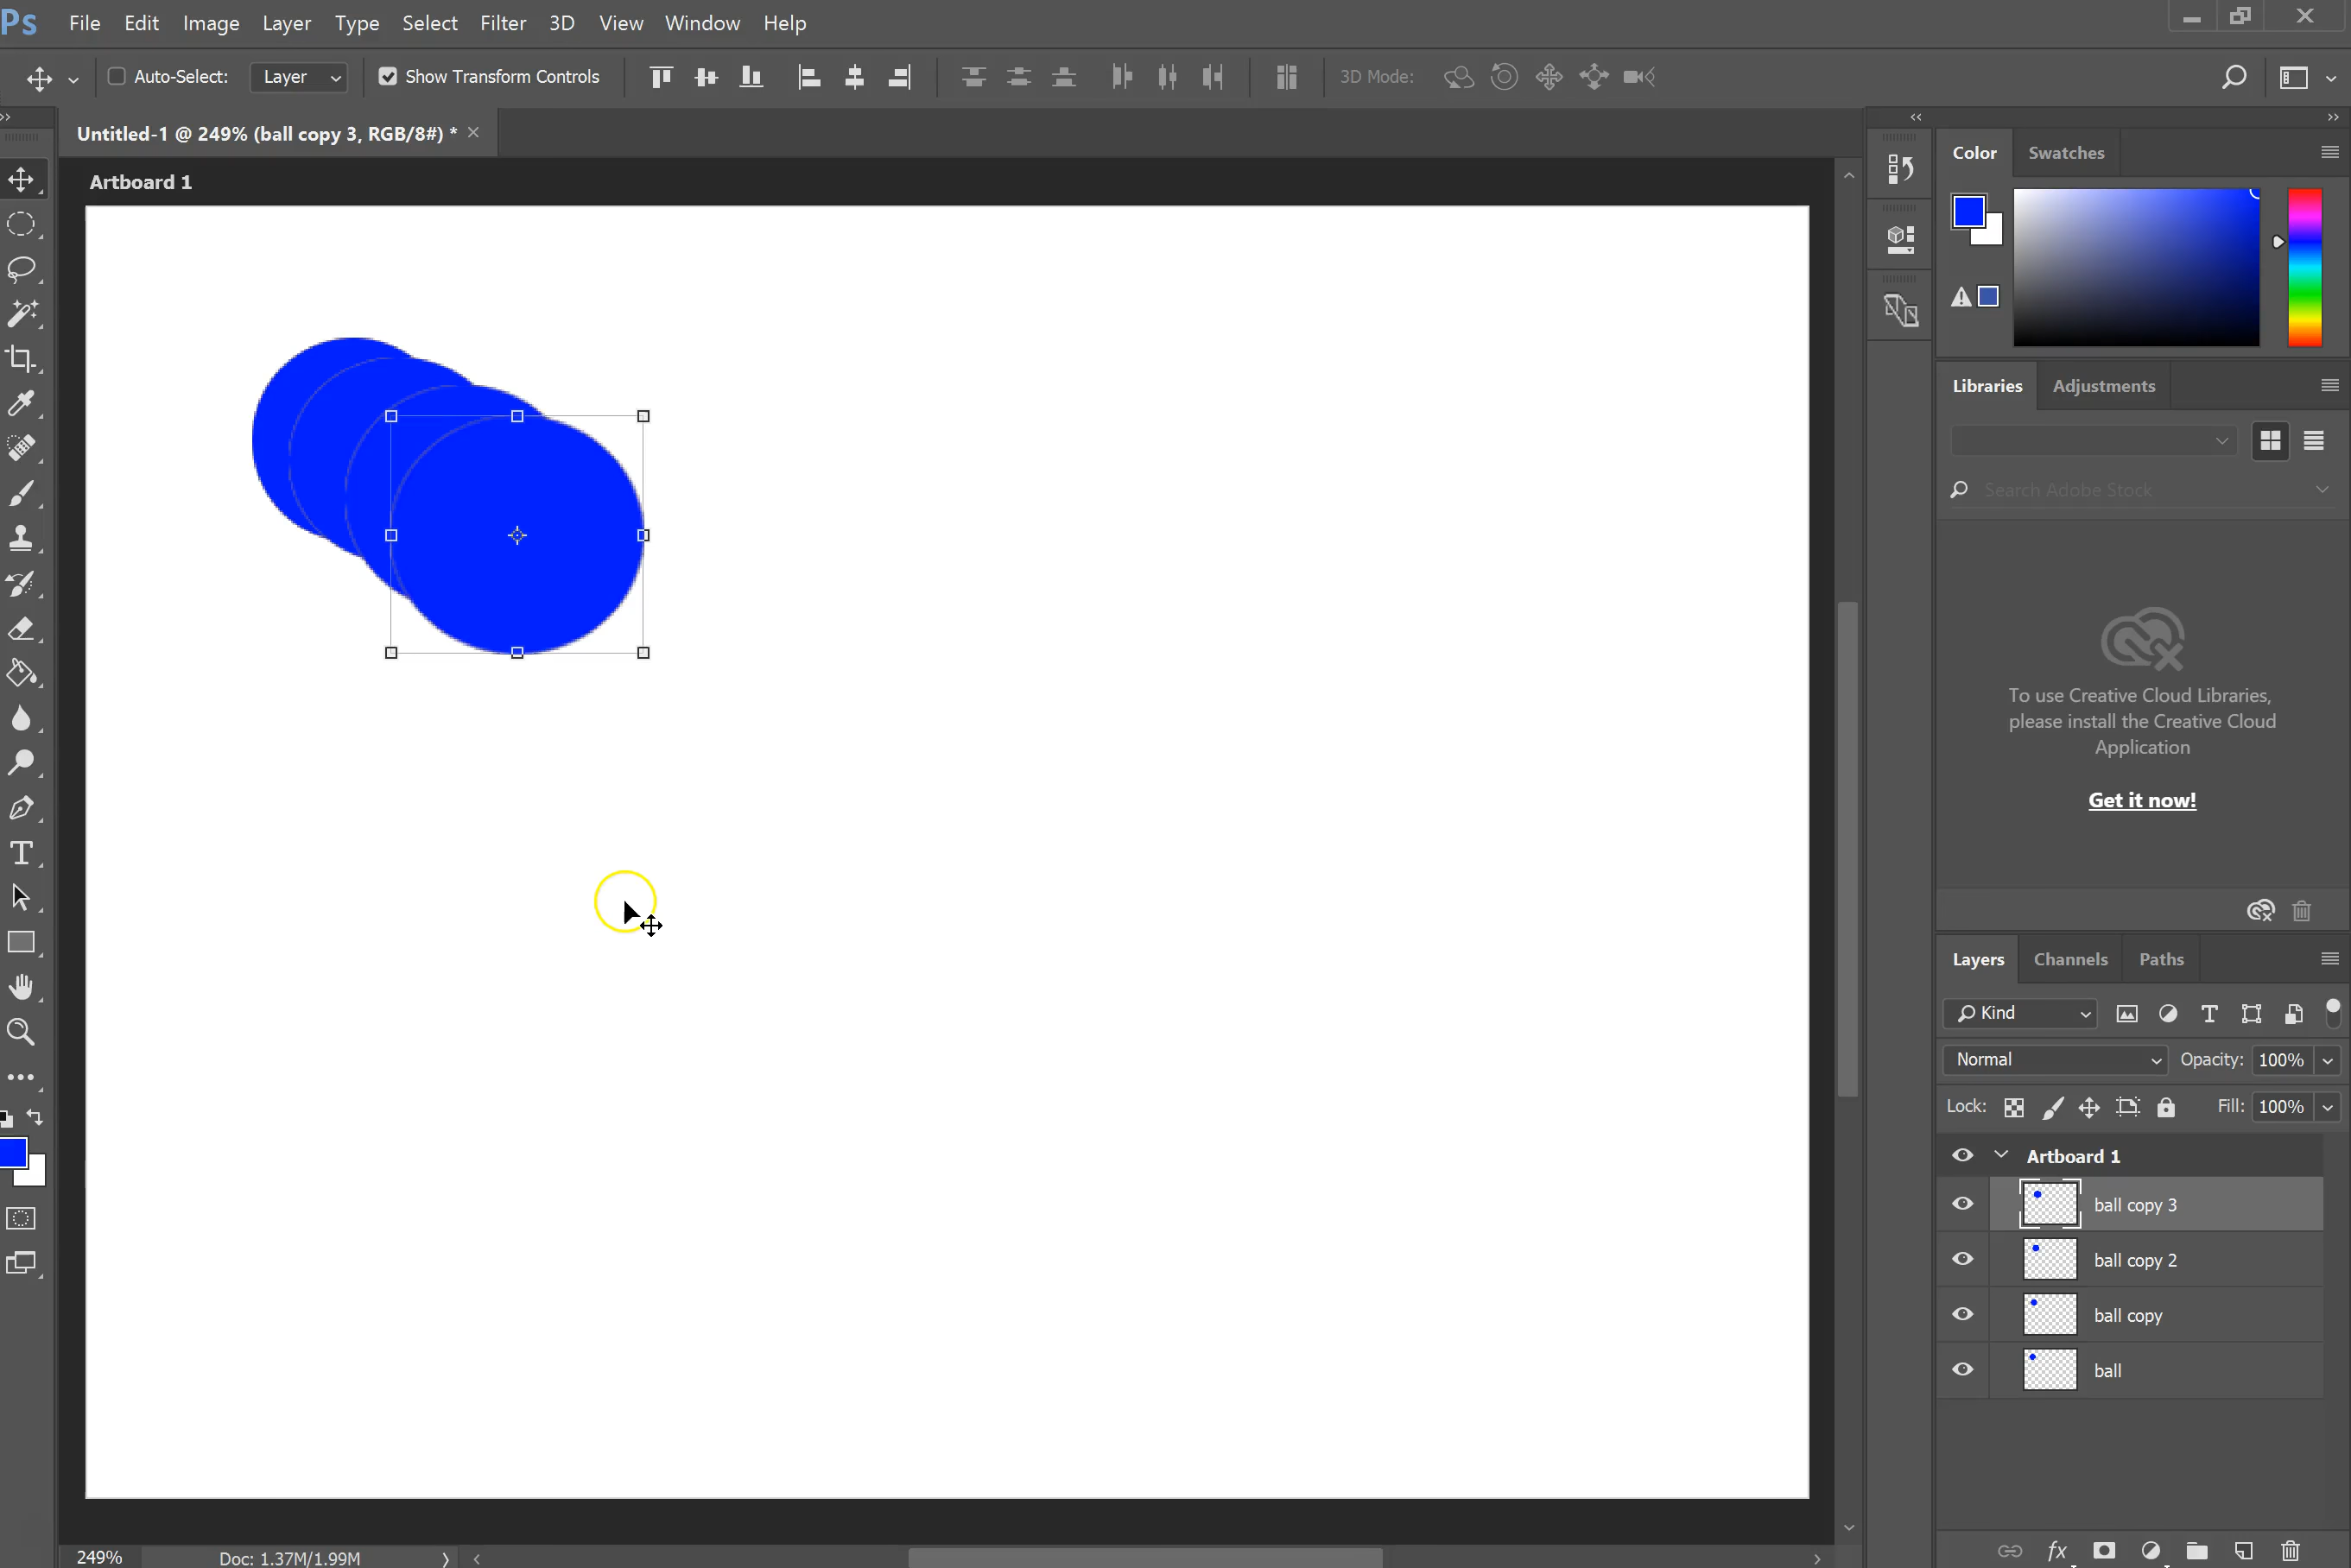 Ps File Edit Image Layer Type Select Filter 3D View Window Help
Auto-Select: Layer Show Transform Controls 3D Mode:
Untitled-1 @ 249% (ball copy 3, RGB/8#) *
Artboard 1
Color Swatches
Libraries Adjustments
Search Adobe Stock
To use Creative Cloud Libraries,
please install the Creative Cloud
Application
Get it now!
Layers Channels Paths
Kind
Normal Opacity: 100%
Lock: Fill: 100%
Artboard 1
ball copy 3
ball copy 2
ball copy
ball
fx
249% Doc: 1.37M/1.99M